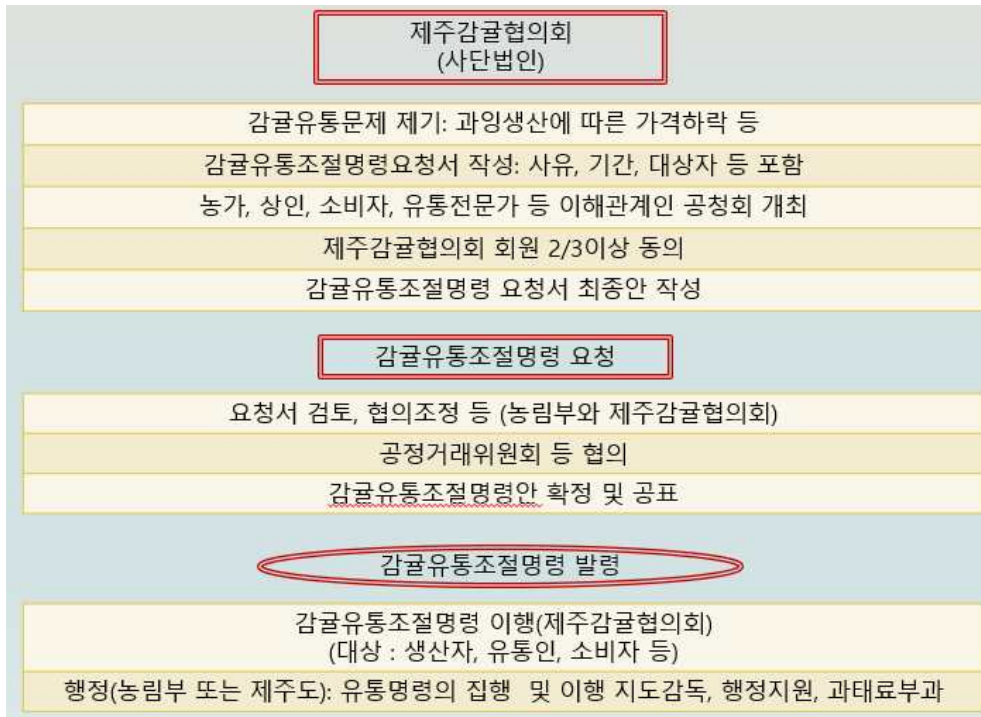 제주감귤협의회
(사단법인)
감귤유통문제 제기: 과잉생산에 따른 가격하락 등
감귤유통조절명령요청서 작성: 사유, 기간, 대상자 등 포함
농가, 상인, 소비자, 유통전문가 등 이해관계인 공청회 개최
제주감귤협의회 회원 2/3이상 동의
감귤유통조절명령 요청서 최종안 작성
감귤유통조절명령 요청
요청서 검토, 협의조정 등 (농림부와 제주감귤협의회)
공정거래위원회 등 협의
감귤유통조절명령안 확정 및 공표
감귤유통조절명령 발령
감귤유통조절명령 이행(제주감귤협의회)
(대상 : 생산자, 유통인, 소비자 등)
행정(농림부 또는 제주도): 유통명령의 집행 및 이행 지도감독, 행정지원, 과태료부과